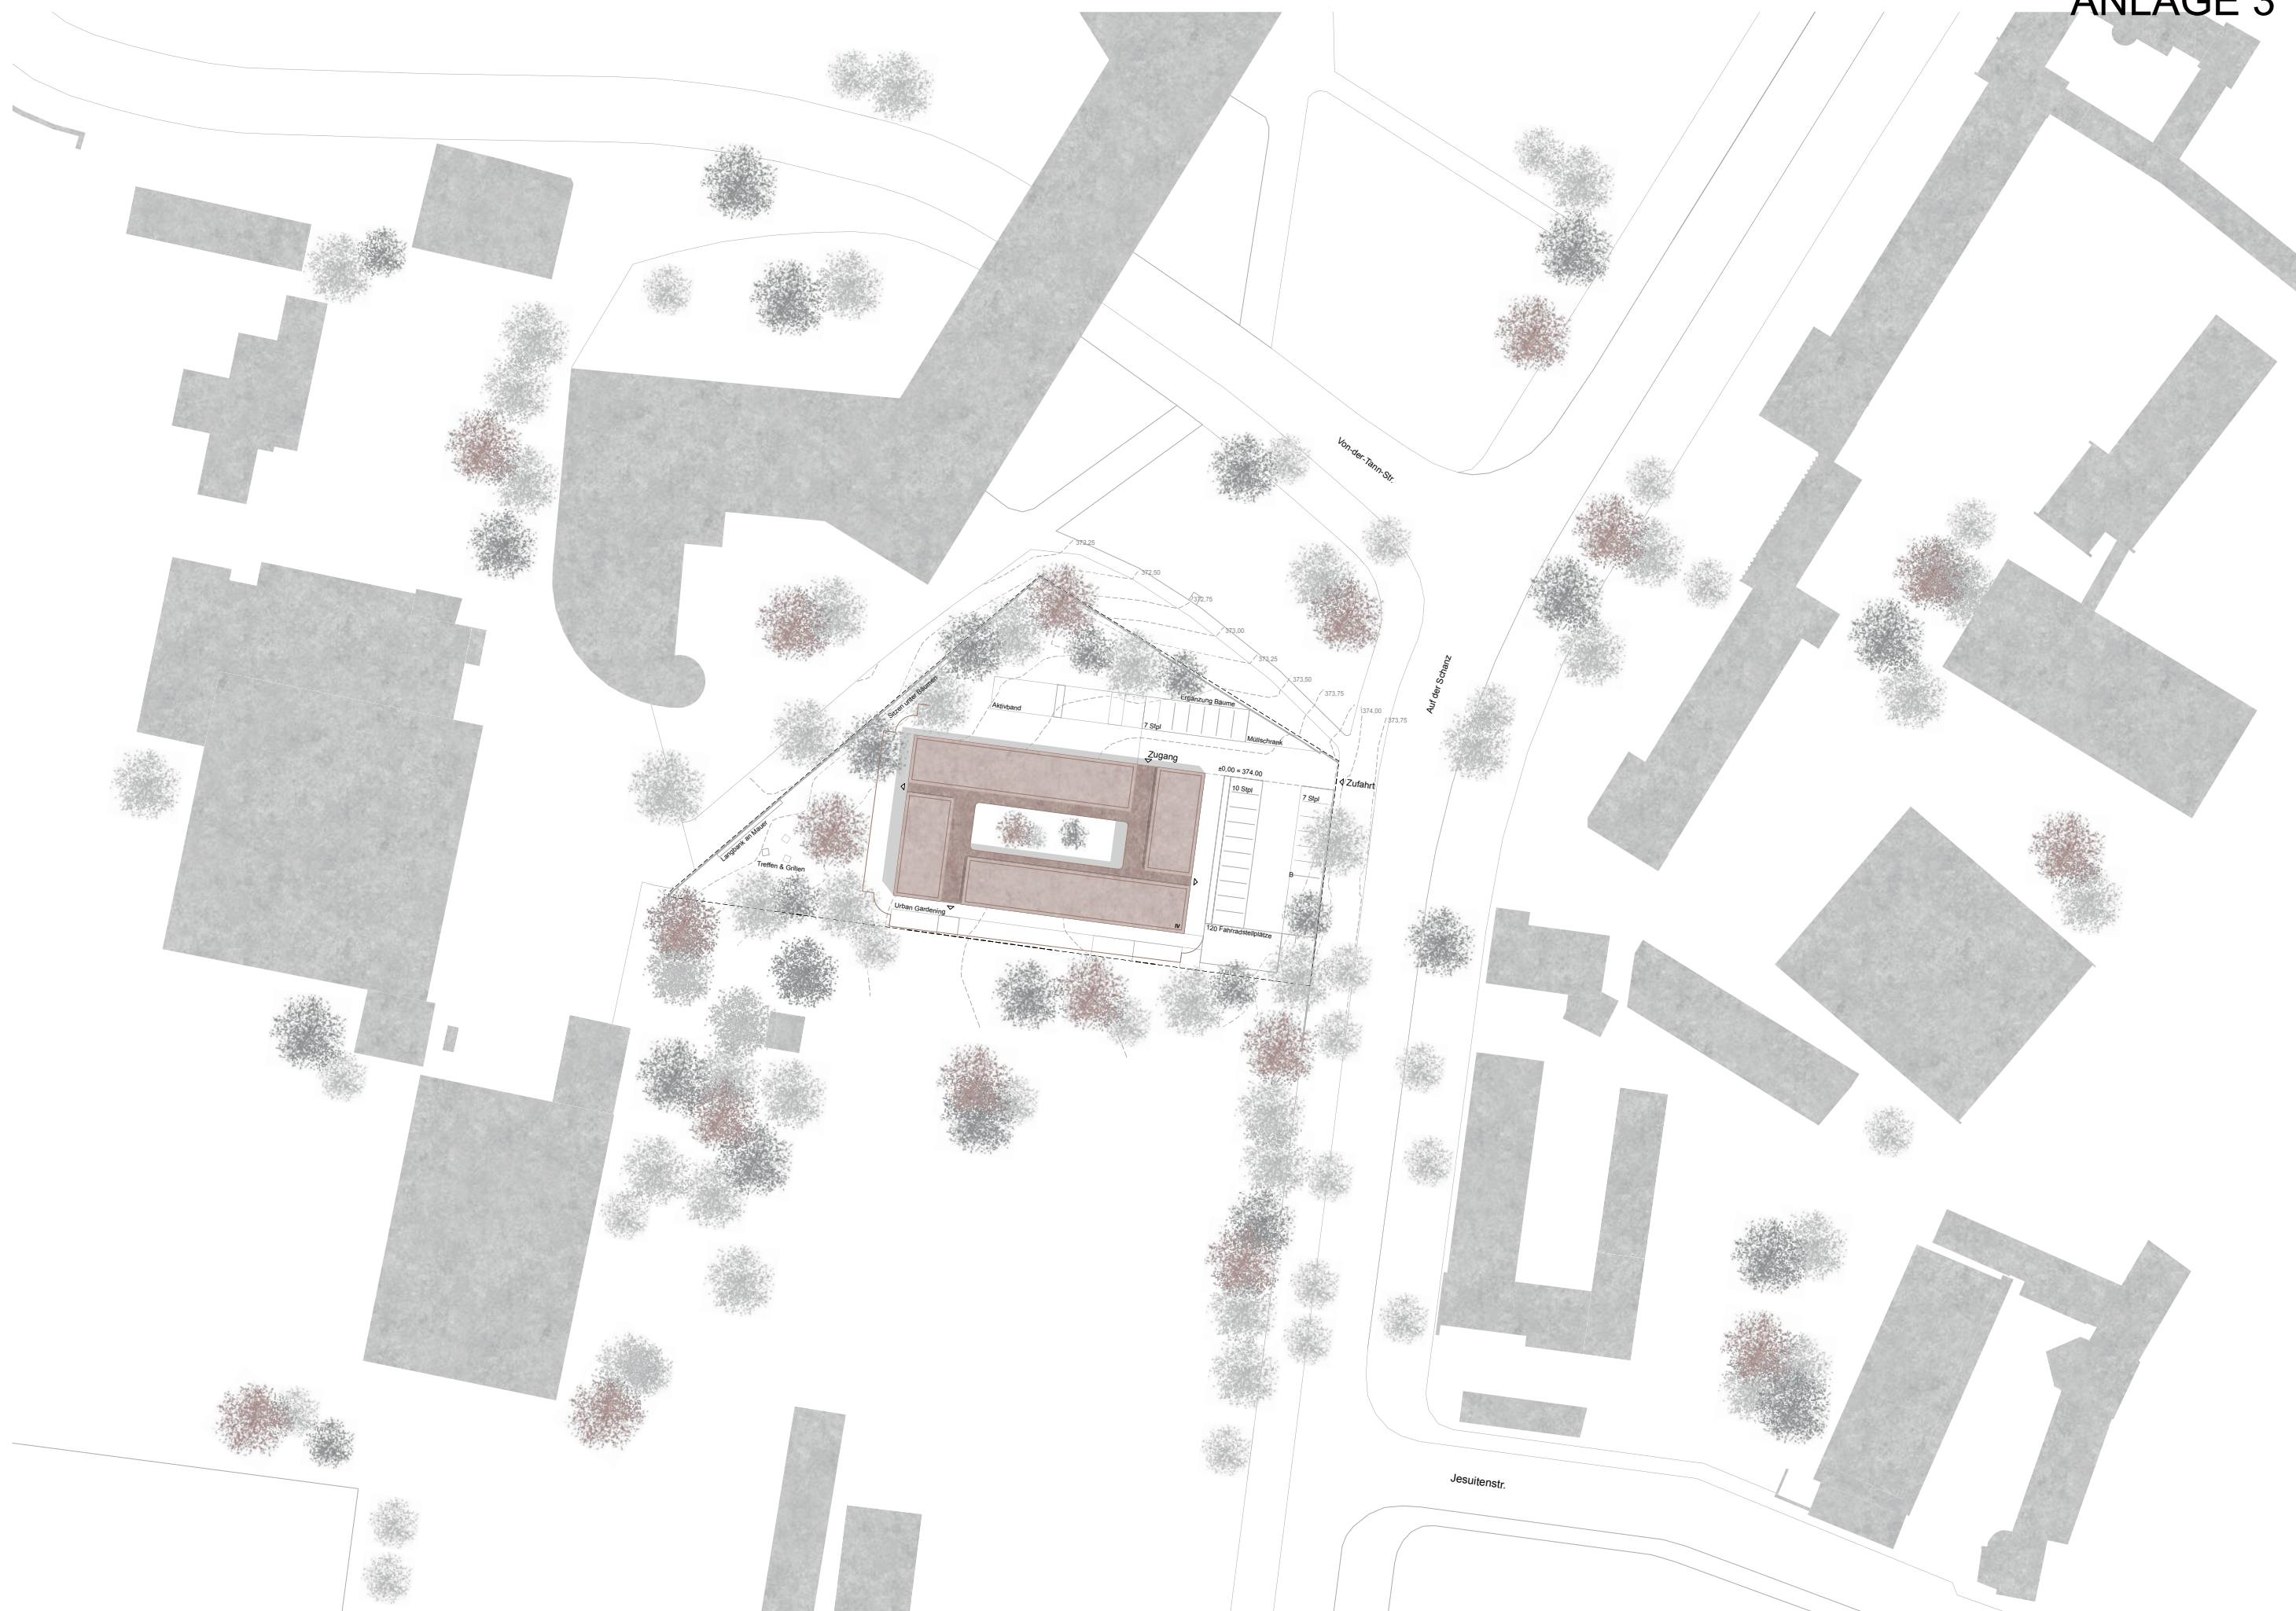 ANLAGE 3
Von-der-Tann-Str.
372,25
372,50
372,75
373,00
373,25
373,50
373,75
374,00
373,75
Auf der Schanz
Sitzen unter Bäumen
Aktivband
Ergänzung Bäume
7 Stpl
Müllschrank
Zugang
±0,00 = 374.00
Zufahrt
10 Stpl
7 Stpl
Langbank an Mauer
Treffen & Grillen
B
Urban Gardening
IV
120 Fahrradstellplätze
Jesuitenstr.